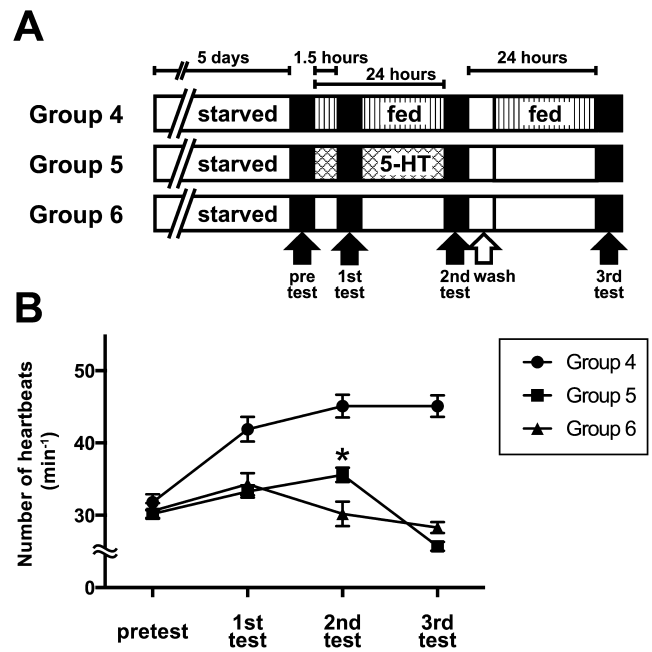 A
5 days
1.5 hours
24 hours
24 hours
Group 4
starved
fed
fed
Group 5
starved
5-HT
Group 6
starved
pre
test
1st
test
2nd
test
wash
3rd
test
B
Number of heartbeats
(min-1)
50
40
30
0
*
pretest
1st
test
2nd
test
3rd
test
Group 4
Group 5
Group 6